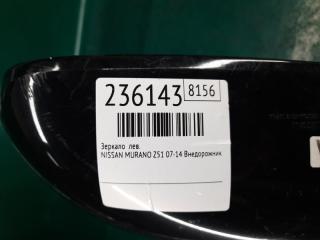 236143 8156
Зеркало лев.
NISSAN MURANO Z51 07-14 Внедорожник